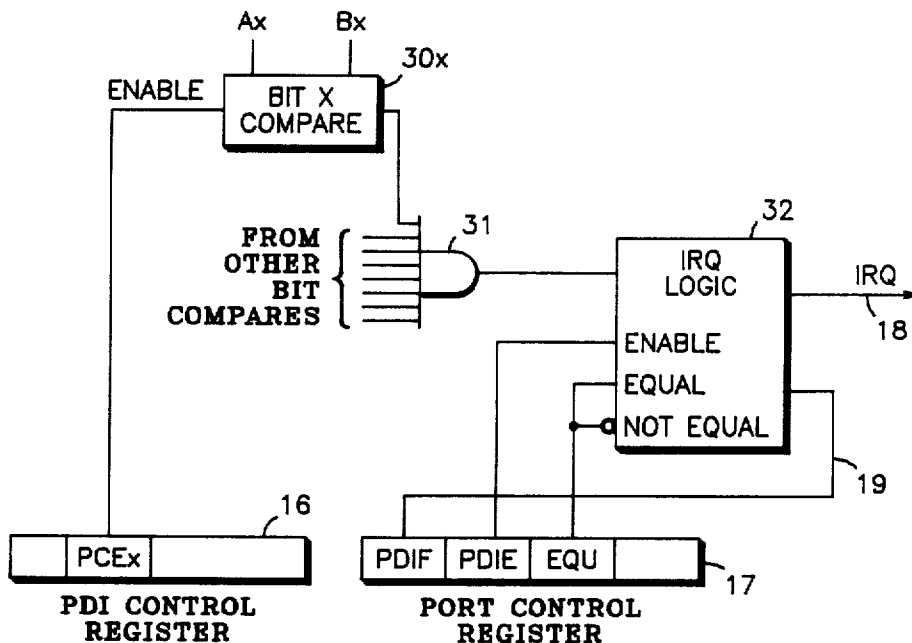 Ax
Bx
30x
ENABLE
BIT X
COMPARE
FROM
OTHER
BIT
COMPARES
31
32
IRQ
LOGIC
IRQ
18
ENABLE
EQUAL
NOT EQUAL
19
16
PCEx
PDIF
PDIE
EQU
17
PDI CONTROL
REGISTER
PORT CONTROL
REGISTER